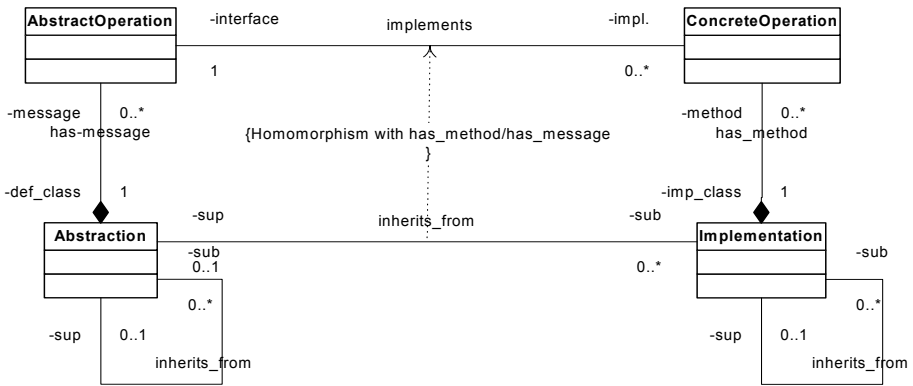 AbstractOperation
-interface
implements
-impl.
ConcreteOperation
1
0..*
-message
0..*
has-message
-method
0..*
has_method
{Homomorphism with has_method/has_message
}
-def_class
1
-imp_class
1
Abstraction
-sup
inherits_from
-sub
Implementation
-sub
0..1
0..*
-sub
0..*
0..*
-sup
0..1
inherits_from
-sup
0..1
inherits_from